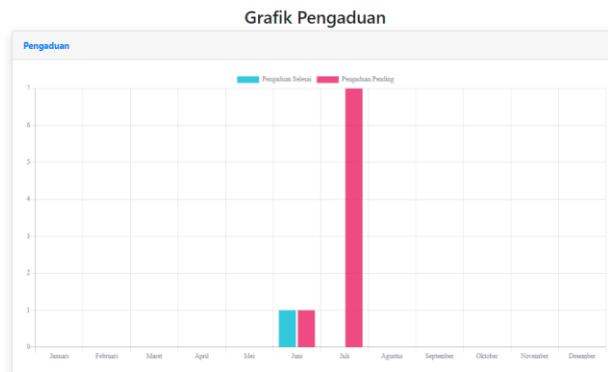 Grafik Pengaduan
Pengaduan
Pengaduan Selesai Pengaduan Pending
7
6
5
4
3
2
1
0
Januari Februari Maret April Mei Juni Juli Agustus September Oktober November Desember